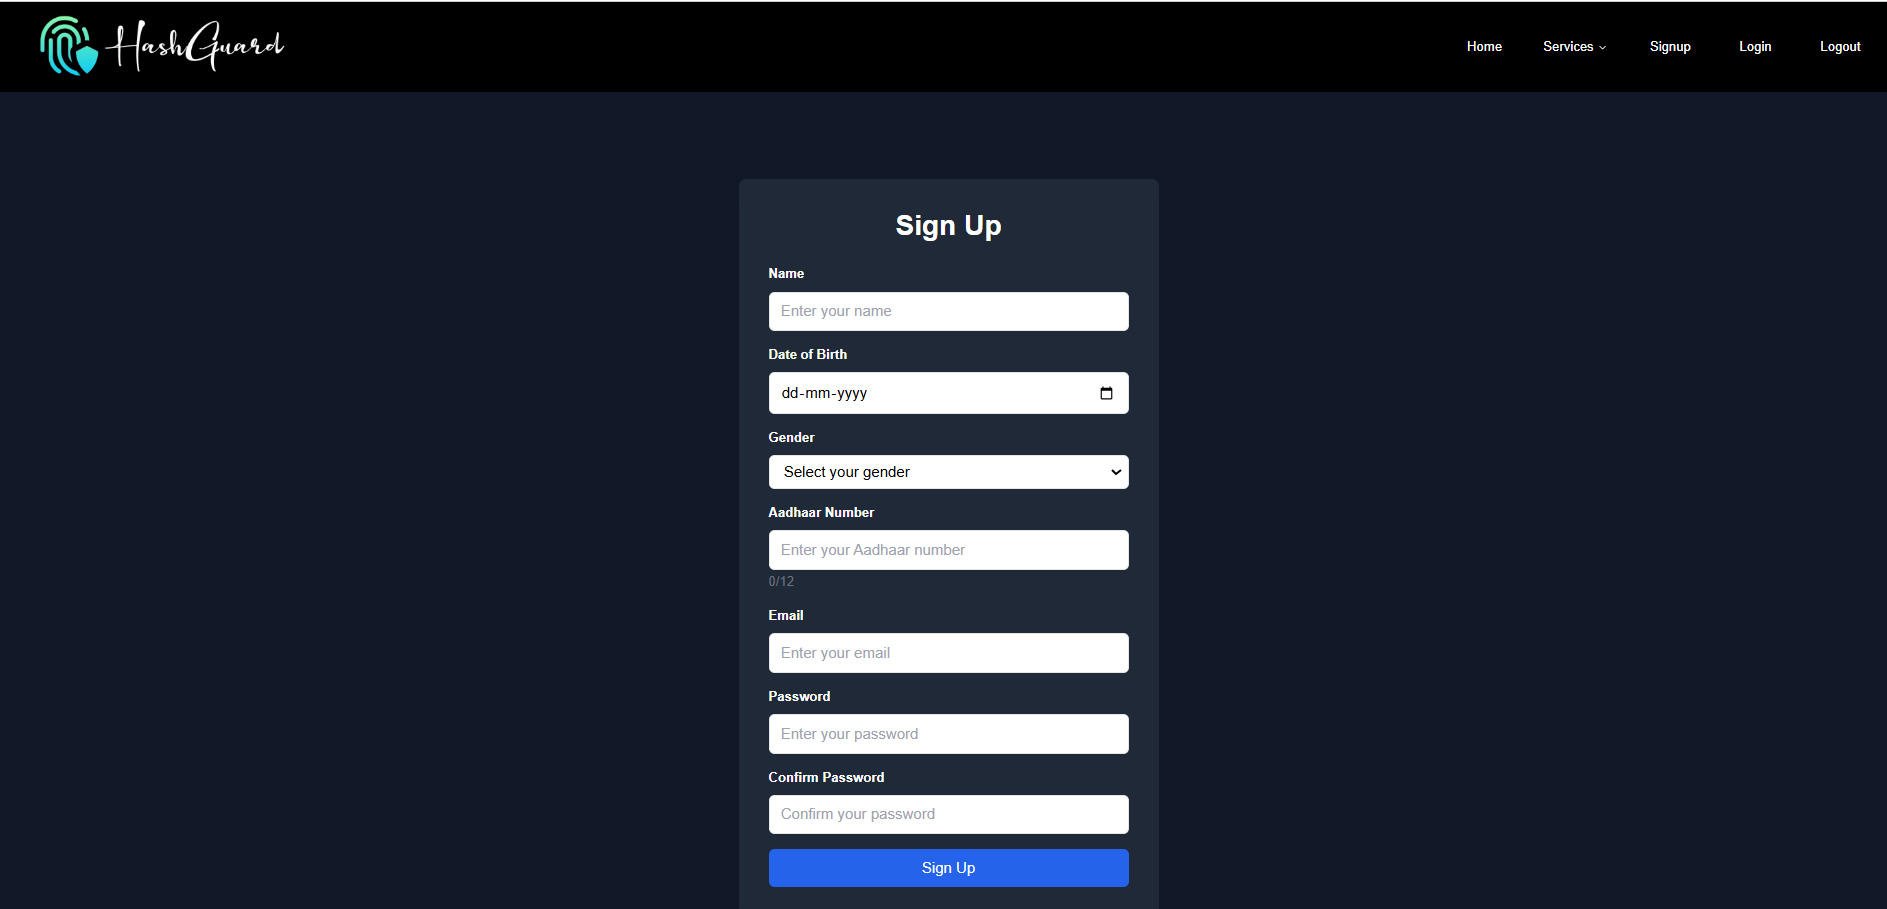 HashGuard
Home Services Signup Login Logout
Sign Up
Name
Enter your name
Date of Birth
dd-mm-yyyy
Gender
Select your gender
Aadhaar Number
Enter your Aadhaar number
0/12
Email
Enter your email
Password
Enter your password
Confirm Password
Confirm your password
Sign Up